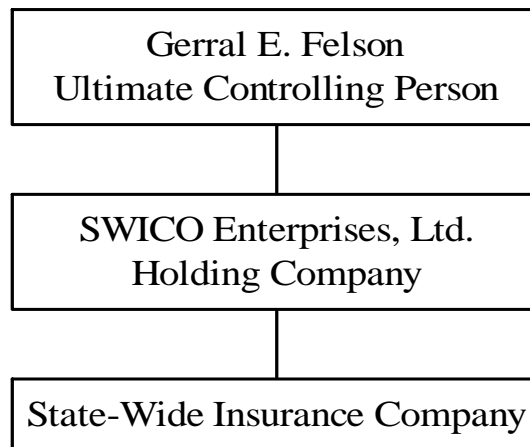 Gerral E. Felson
Ultimate Controlling Person
SWICO Enterprises, Ltd.
Holding Company
State-Wide Insurance Company